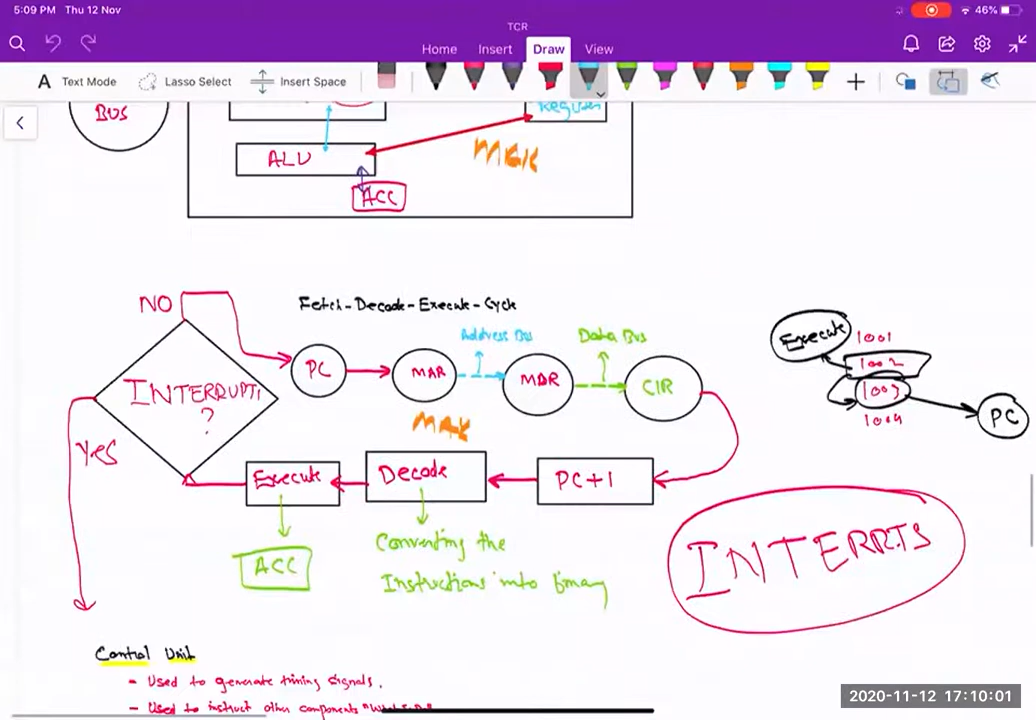 5:09 PM Thu 12 Nov
46%
TCR
Home Insert Draw View
A Text Mode Lasso Select Insert Space
BUS
Register
ALU
MGK
ACC
NO
Fetch-Decode-Execute-Cycle
Address Bus
Data Bus
PC
MAR
MDR
CIR
INTERRUPT
?
Yes
Execute
Decode
PC+1
ACC
Converting the
Instructions into binary
Execute
1001
1002
1003
1004
PC
INTERRTS
Control Unit
- Used to generate timing signals.
- Used to instruct other components
2020-11-12 17:10:01